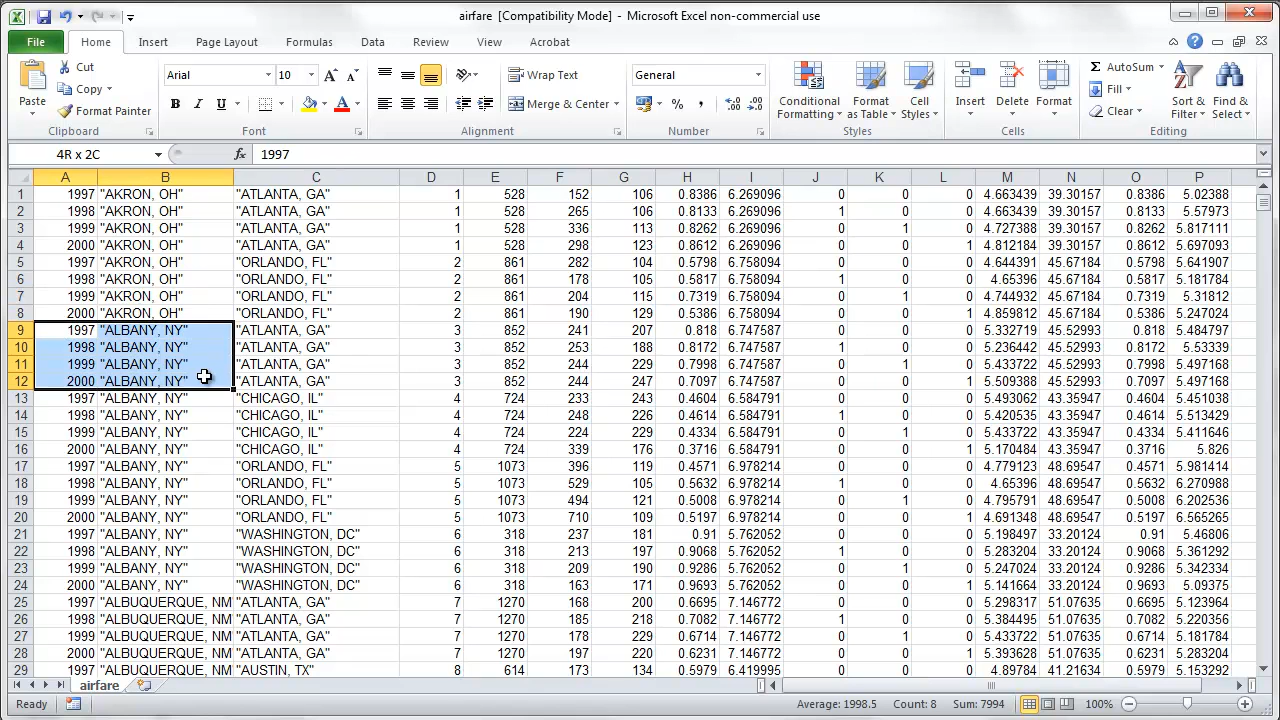 airfare [Compatibility Mode] - Microsoft Excel non-commercial use
File Home Insert Page Layout Formulas Data Review View Acrobat
Paste Cut Copy Format Painter
Arial 10 A A B I U A
Wrap Text Merge & Center
General $ % , .0 .00 .00 .0
Conditional Formatting Format as Table Cell Styles
Insert Delete Format
Σ AutoSum Fill Clear Sort & Filter Find & Select
Clipboard Font Alignment Number Styles Cells Editing
4R x 2C fx 1997
A B C D E F G H I J K L M N O P
1 1997 "AKRON, OH" "ATLANTA, GA" 1 528 152 106 0.8386 6.269096 0 0 0 4.663439 39.30157 0.8386 5.02388
2 1998 "AKRON, OH" "ATLANTA, GA" 1 528 265 106 0.8133 6.269096 1 0 0 4.663439 39.30157 0.8133 5.57973
3 1999 "AKRON, OH" "ATLANTA, GA" 1 528 336 113 0.8262 6.269096 0 1 0 4.727388 39.30157 0.8262 5.817111
4 2000 "AKRON, OH" "ATLANTA, GA" 1 528 298 123 0.8612 6.269096 0 0 1 4.812184 39.30157 0.8612 5.697093
5 1997 "AKRON, OH" "ORLANDO, FL" 2 861 282 104 0.5798 6.758094 0 0 0 4.644391 45.67184 0.5798 5.641907
6 1998 "AKRON, OH" "ORLANDO, FL" 2 861 178 105 0.5817 6.758094 1 0 0 4.65396 45.67184 0.5817 5.181784
7 1999 "AKRON, OH" "ORLANDO, FL" 2 861 204 115 0.7319 6.758094 0 1 0 4.744932 45.67184 0.7319 5.31812
8 2000 "AKRON, OH" "ORLANDO, FL" 2 861 190 129 0.5386 6.758094 0 0 1 4.859812 45.67184 0.5386 5.247024
9 1997 "ALBANY, NY" "ATLANTA, GA" 3 852 241 207 0.818 6.747587 0 0 0 5.332719 45.52993 0.818 5.484797
10 1998 "ALBANY, NY" "ATLANTA, GA" 3 852 253 188 0.8172 6.747587 1 0 0 5.236442 45.52993 0.8172 5.53339
11 1999 "ALBANY, NY" "ATLANTA, GA" 3 852 244 229 0.7998 6.747587 0 1 0 5.433722 45.52993 0.7998 5.497168
12 2000 "ALBANY, NY" "ATLANTA, GA" 3 852 244 247 0.7097 6.747587 0 0 1 5.509388 45.52993 0.7097 5.497168
13 1997 "ALBANY, NY" "CHICAGO, IL" 4 724 233 243 0.4604 6.584791 0 0 0 5.493062 43.35975 0.4604 5.451038
14 1998 "ALBANY, NY" "CHICAGO, IL" 4 724 248 226 0.4614 6.584791 1 0 0 5.420535 43.35975 0.4614 5.513429
15 1999 "ALBANY, NY" "CHICAGO, IL" 4 724 224 229 0.4334 6.584791 0 1 0 5.433722 43.35975 0.4334 5.411646
16 2000 "ALBANY, NY" "CHICAGO, IL" 4 724 339 176 0.3716 6.584791 0 0 1 5.170484 43.35975 0.3716 5.826
17 1997 "ALBANY, NY" "ORLANDO, FL" 5 1073 396 119 0.4571 6.978214 0 0 0 4.779123 48.69547 0.4571 5.981414
18 1998 "ALBANY, NY" "ORLANDO, FL" 5 1073 529 105 0.5632 6.978214 1 0 0 4.65396 48.69547 0.5632 6.270988
19 1999 "ALBANY, NY" "ORLANDO, FL" 5 1073 494 121 0.5008 6.978214 0 1 0 4.795791 48.69547 0.5008 6.202536
20 2000 "ALBANY, NY" "ORLANDO, FL" 5 1073 710 109 0.5197 6.978214 0 0 1 4.691348 48.69547 0.5197 6.565265
21 1997 "ALBANY, NY" "WASHINGTON, DC" 6 318 237 181 0.91 5.762052 0 0 0 5.198497 33.20124 0.91 5.46806
22 1998 "ALBANY, NY" "WASHINGTON, DC" 6 318 213 197 0.9068 5.762052 1 0 0 5.283204 33.20124 0.9068 5.361292
23 1999 "ALBANY, NY" "WASHINGTON, DC" 6 318 209 190 0.9286 5.762052 0 1 0 5.247024 33.20124 0.9286 5.342334
24 2000 "ALBANY, NY" "WASHINGTON, DC" 6 318 163 171 0.9693 5.762052 0 0 1 5.141664 33.20124 0.9693 5.09375
25 1997 "ALBUQUERQUE, NM "ATLANTA, GA" 7 1270 168 200 0.6695 7.146772 0 0 0 5.298317 51.07635 0.6695 5.123964
26 1998 "ALBUQUERQUE, NM "ATLANTA, GA" 7 1270 185 218 0.7082 7.146772 1 0 0 5.384495 51.07635 0.7082 5.220356
27 1999 "ALBUQUERQUE, NM "ATLANTA, GA" 7 1270 178 229 0.6714 7.146772 0 1 0 5.433722 51.07635 0.6714 5.181784
28 2000 "ALBUQUERQUE, NM "ATLANTA, GA" 7 1270 197 220 0.6231 7.146772 0 0 1 5.393628 51.07635 0.6231 5.283204
29 1997 "ALBUQUERQUE, NM "AUSTIN, TX" 8 614 173 134 0.5979 6.419995 0 0 0 4.89784 41.21634 0.5979 5.153292
airfare
Ready Average: 1998.5 Count: 8 Sum: 7994 100%